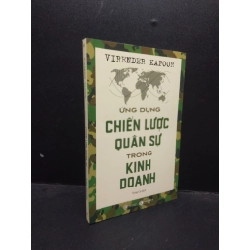 VIRENDER KAPOOR
ỨNG DỤNG
CHIẾN LƯỢC
QUÂN SỰ
TRONG
KINH
DOANH